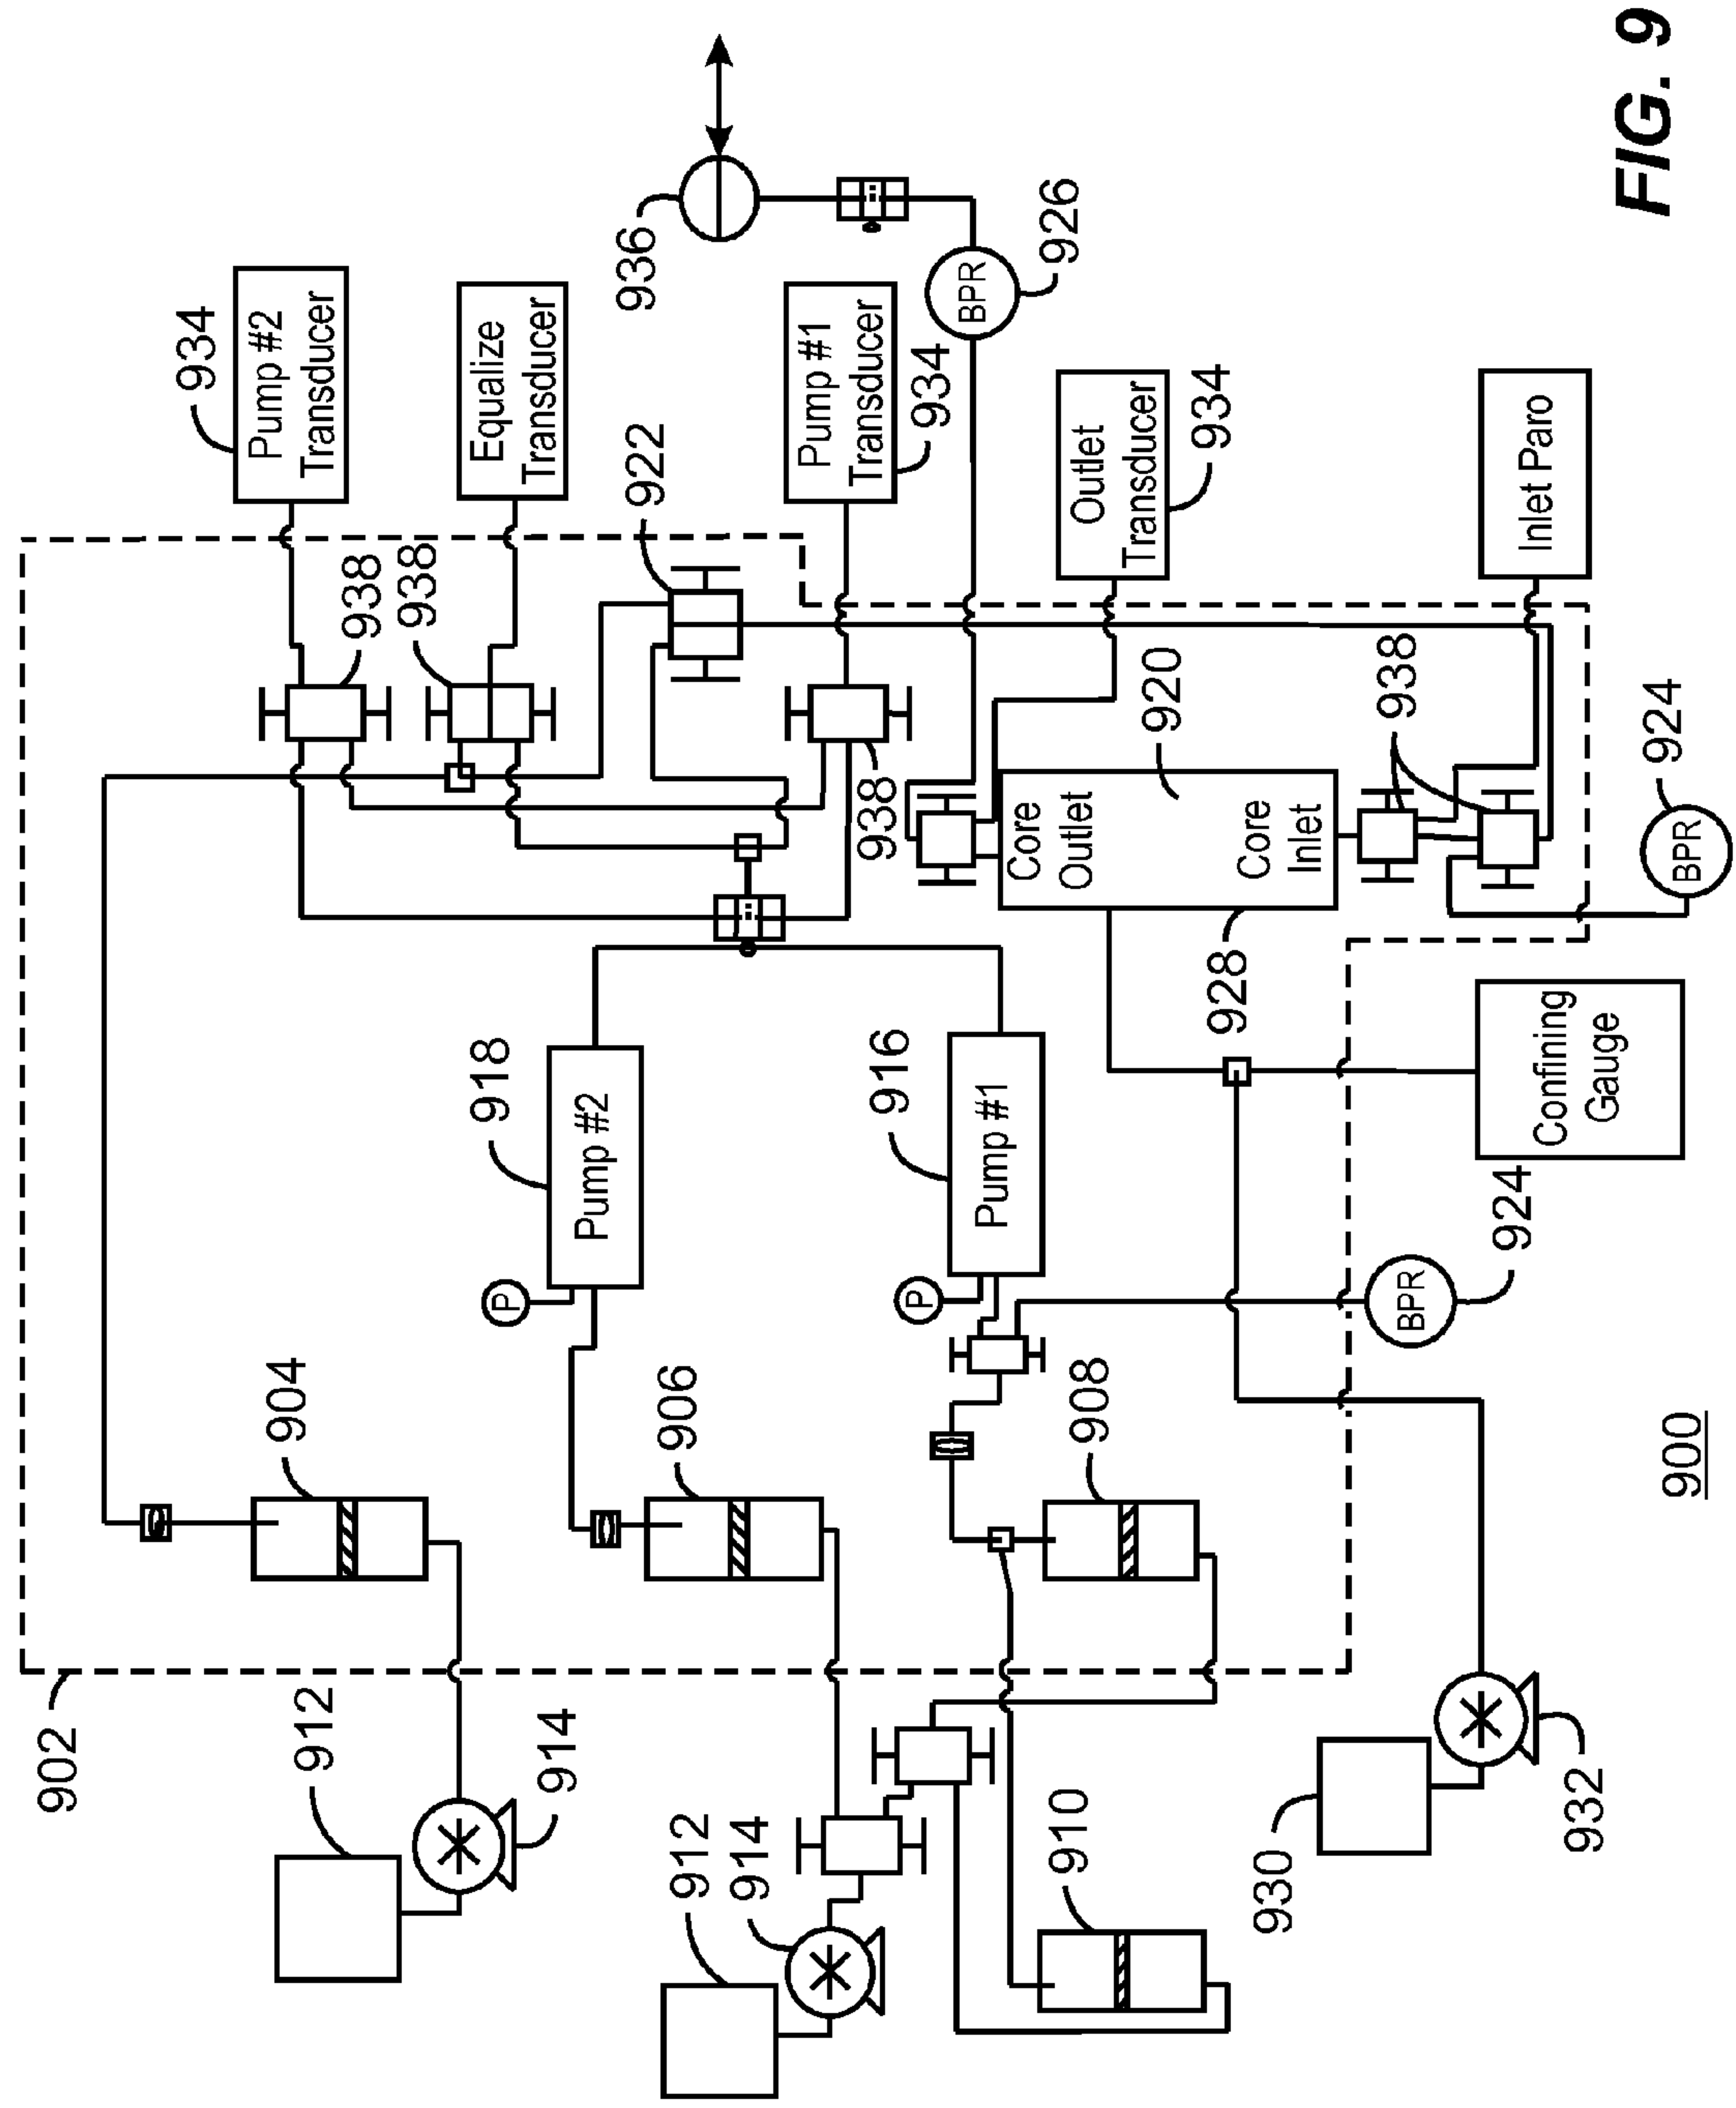 902
912
914
904
934
Pump #2
Transducer
938
938
Equalize
Transducer
922
936
918
Pump #2
P
906
912
914
916
Pump #1
P
908
910
938
Pump #1
Transducer
934
BPR
926
Core
Outlet
920
Core
Inlet
928
Outlet
Transducer
934
938
Inlet Paro
924
BPR
Confining
Gauge
924
BPR
930
932
900
FIG. 9